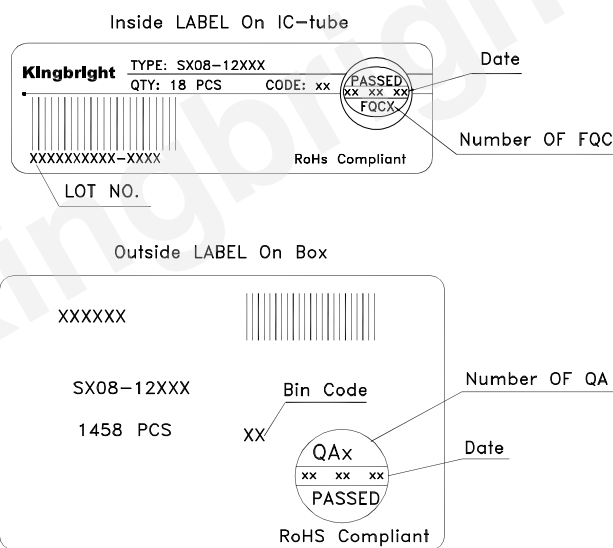 Inside LABEL On IC-tube
Kingbright
TYPE: SX08-12XXX
QTY: 18 PCS CODE: xx
PASSED
xx xx xx
FQCX
Date
Number OF FQC
XXXXXXXXXX-XXXX
RoHs Compliant
LOT NO.
Outside LABEL On Box
XXXXXX
SX08-12XXX
Bin Code
Number OF QA
1458 PCS
XX
QAx
Date
xx xx xx
PASSED
RoHS Compliant
kingbright